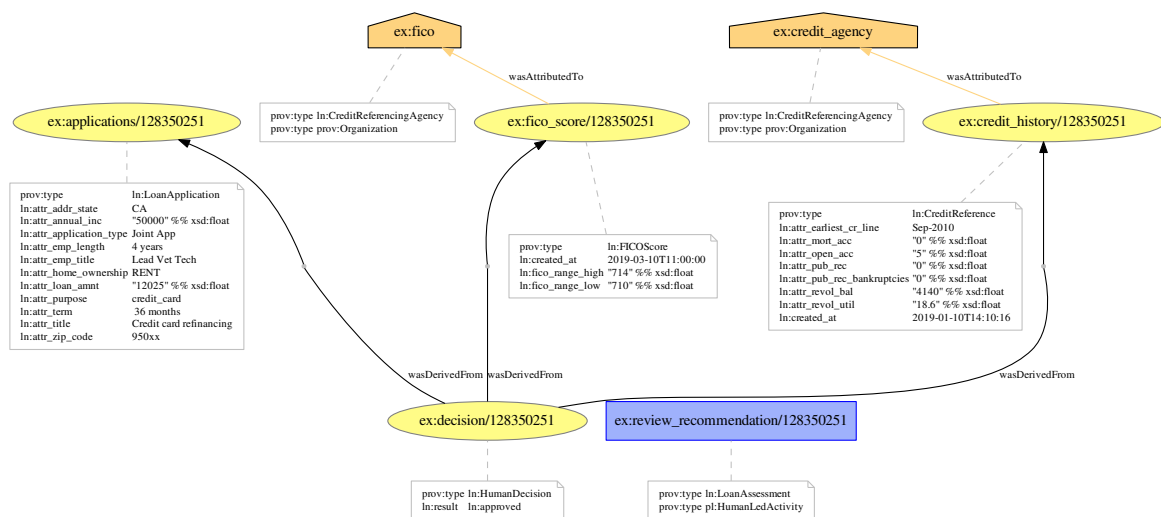 ex:fico
ex:credit_agency
wasAttributedTo
wasAttributedTo
prov:type ln:CreditReferencingAgency
prov:type prov:Organization
prov:type ln:CreditReferencingAgency
prov:type prov:Organization
ex:applications/128350251
ex:fico_score/128350251
ex:credit_history/128350251
prov:type ln:LoanApplication
ln:attr_addr_state CA
ln:attr_annual_inc "50000" %% xsd:float
ln:attr_application_type Joint App
ln:attr_emp_length 4 years
ln:attr_emp_title Lead Vet Tech
ln:attr_home_ownership RENT
ln:attr_loan_amnt "12025" %% xsd:float
ln:attr_purpose credit_card
ln:attr_term 36 months
ln:attr_title Credit card refinancing
ln:attr_zip_code 950xx
prov:type ln:FICOScore
ln:created_at 2019-03-10T11:00:00
ln:fico_range_high "714" %% xsd:float
ln:fico_range_low "710" %% xsd:float
prov:type ln:CreditReference
ln:attr_earliest_cr_line Sep-2010
ln:attr_mort_acc "0" %% xsd:float
ln:attr_open_acc "5" %% xsd:float
ln:attr_pub_rec "0" %% xsd:float
ln:attr_pub_rec_bankruptcies "0" %% xsd:float
ln:attr_revol_bal "4140" %% xsd:float
ln:attr_revol_util "18.6" %% xsd:float
ln:created_at 2019-01-10T14:10:16
wasDerivedFrom
wasDerivedFrom
wasDerivedFrom
ex:decision/128350251
ex:review_recommendation/128350251
prov:type ln:HumanDecision
ln:result ln:approved
prov:type ln:LoanAssessment
prov:type pl:HumanLedActivity